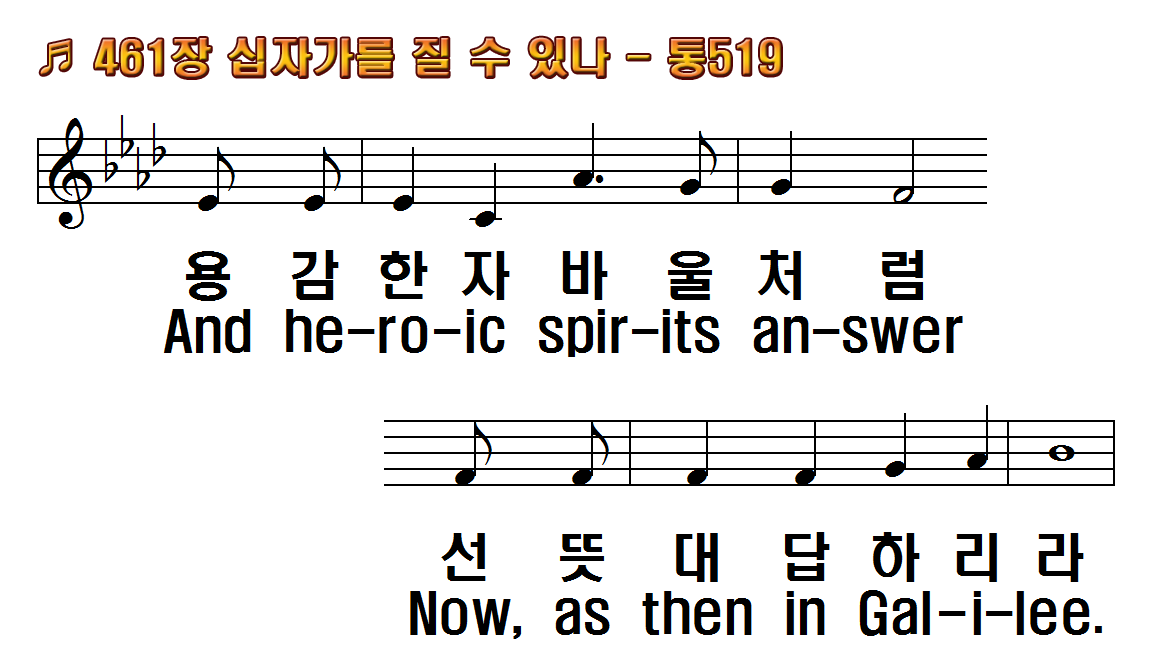 ♬ 461장 십자가를 질 수 있나 - 통519
용 감 한 자 바 울 처 럼
And he-ro-ic spir-its an-swer
선 뜻 대 답 하 리 라
Now, as then in Gal-i-lee.